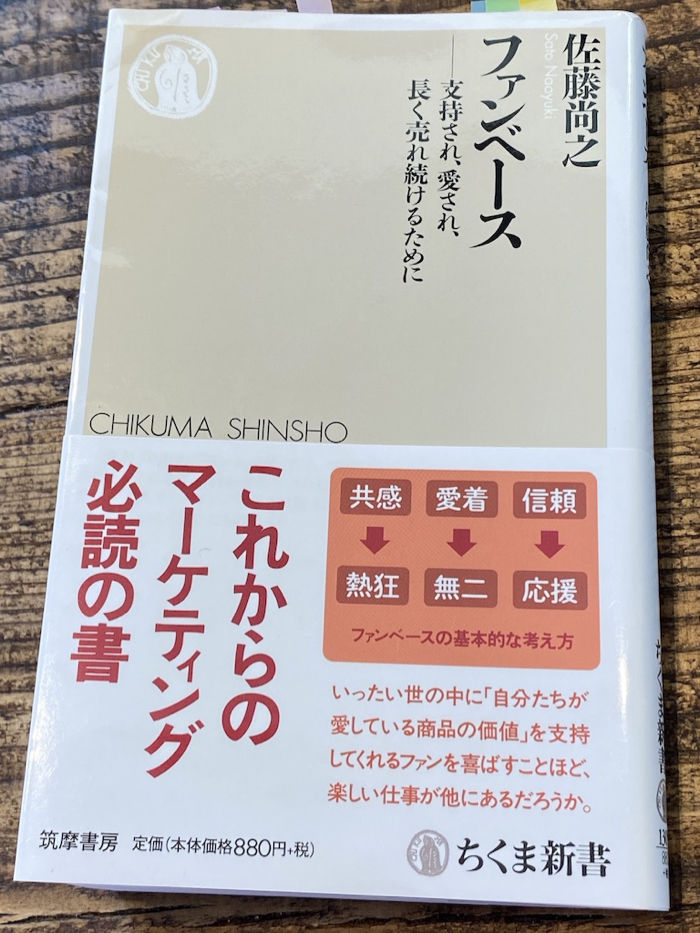 佐藤尚之
Sato Naoyuki
ファンベース
──支持され、愛され、
長く売れ続けるために
CHIKUMA SHINSHO
これからの
マーケティング
必読の書
共感 愛着 信頼
熱狂 無二 応援
ファンベースの基本的な考え方
いったい世の中に「自分たちが
愛している商品の価値」を支持
してくれるファンを喜ばすことほど、
楽しい仕事が他にあるだろうか。
筑摩書房 定価(本体価格880円+税)
ちくま新書
ちくま新書